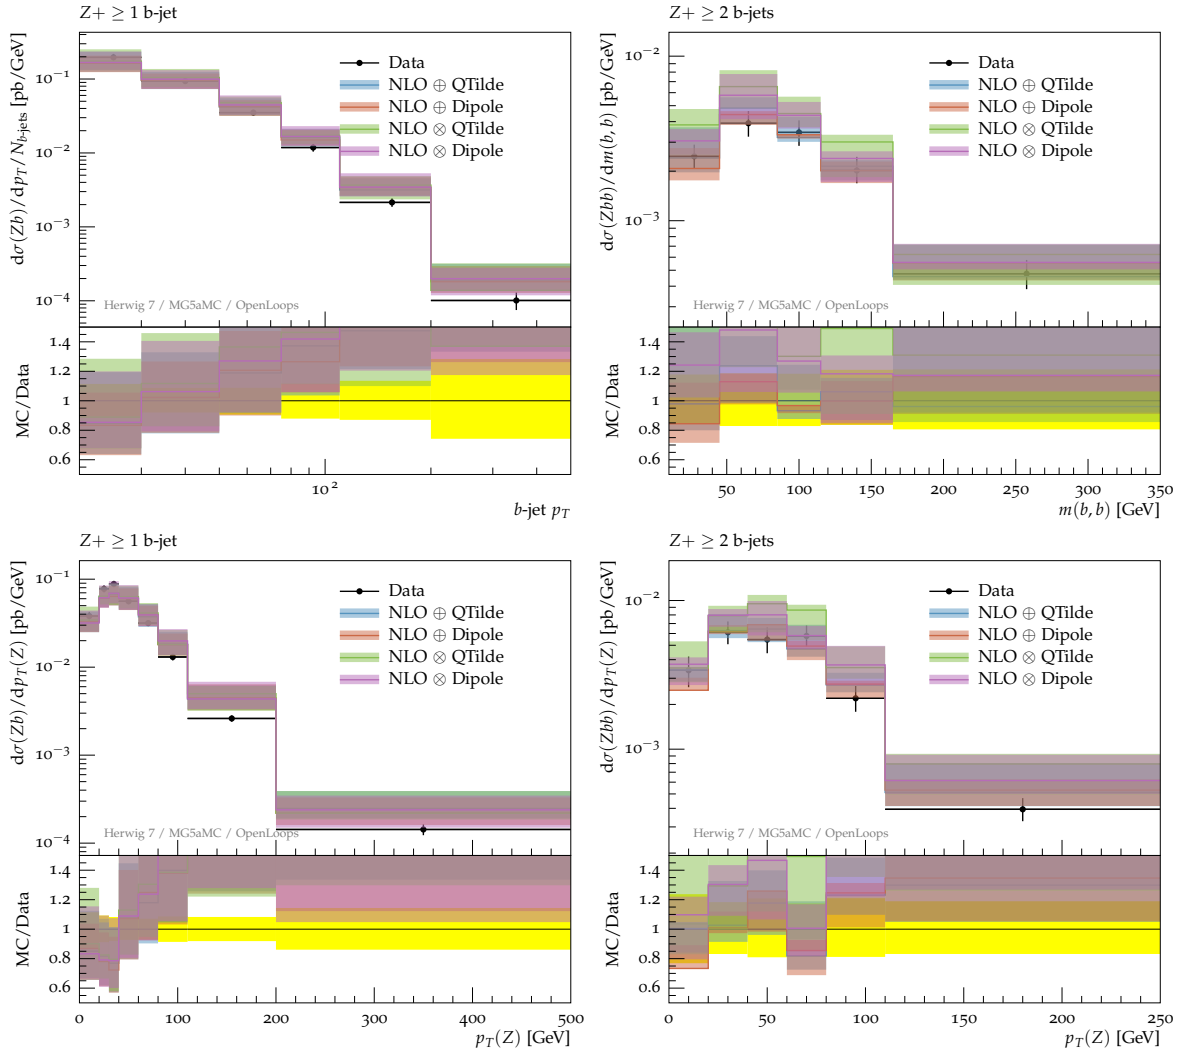 Z+ ≥ 1 b-jet
dσ(Zb)/dp_T/N_b-jets [pb/GeV]
10⁻¹
10⁻²
10⁻³
10⁻⁴
Data
NLO ⊕ QTilde
NLO ⊕ Dipole
NLO ⊗ QTilde
NLO ⊗ Dipole
Herwig 7 / MG5aMC / OpenLoops
MC/Data
1.4
1.2
1
0.8
0.6
10²
b-jet p_T
Z+ ≥ 2 b-jets
dσ(Zbb)/dm(b,b) [pb/GeV]
10⁻²
10⁻³
Data
NLO ⊕ QTilde
NLO ⊕ Dipole
NLO ⊗ QTilde
NLO ⊗ Dipole
Herwig 7 / MG5aMC / OpenLoops
MC/Data
1.4
1.2
1
0.8
0.6
50 100 150 200 250 300 350
m(b,b) [GeV]
Z+ ≥ 1 b-jet
dσ(Zb)/dp_T(Z) [pb/GeV]
10⁻¹
10⁻²
10⁻³
10⁻⁴
Data
NLO ⊕ QTilde
NLO ⊕ Dipole
NLO ⊗ QTilde
NLO ⊗ Dipole
Herwig 7 / MG5aMC / OpenLoops
MC/Data
1.4
1.2
1
0.8
0.6
0 100 200 300 400 500
p_T(Z) [GeV]
Z+ ≥ 2 b-jets
dσ(Zbb)/dp_T(Z) [pb/GeV]
10⁻²
10⁻³
Data
NLO ⊕ QTilde
NLO ⊕ Dipole
NLO ⊗ QTilde
NLO ⊗ Dipole
Herwig 7 / MG5aMC / OpenLoops
MC/Data
1.4
1.2
1
0.8
0.6
0 50 100 150 200 250
p_T(Z) [GeV]